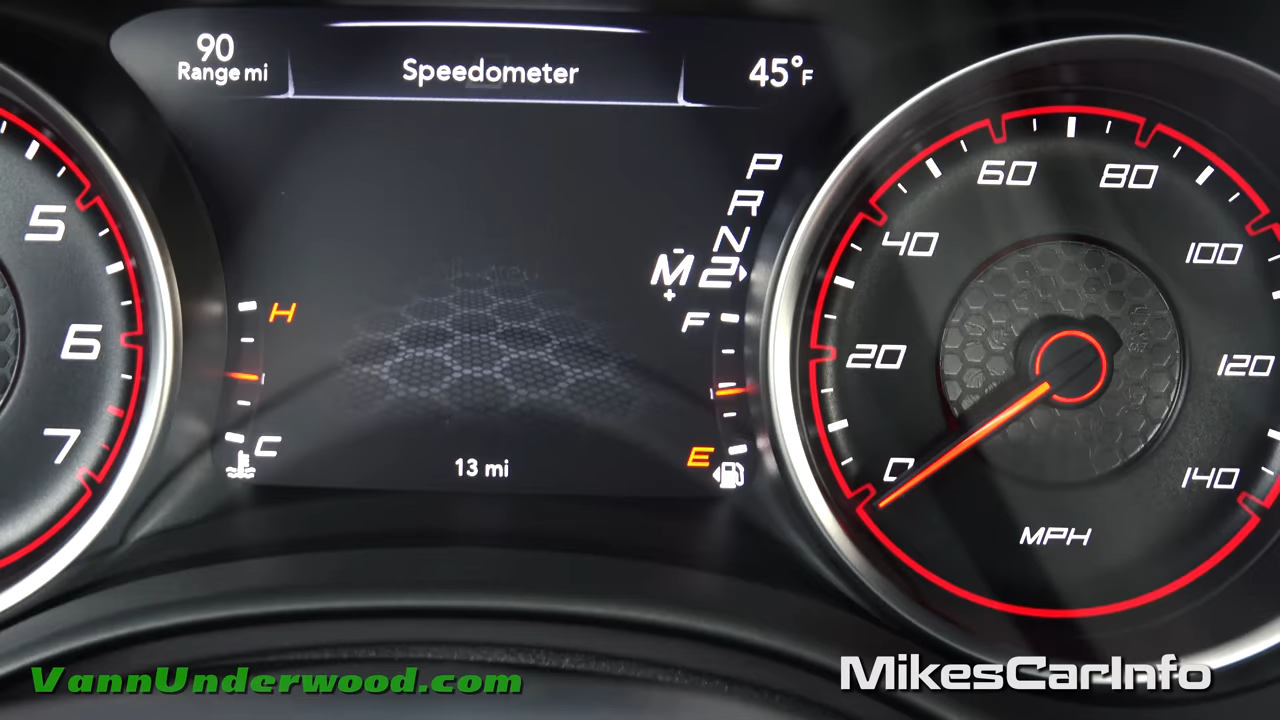 90
Range mi
Speedometer
45°F
P
R
N
M 2
-
+
H
C
F
E
13 mi
5
6
7
0
20
40
60
80
100
120
140
MPH
VannUnderwood.com
MikesCarInfo